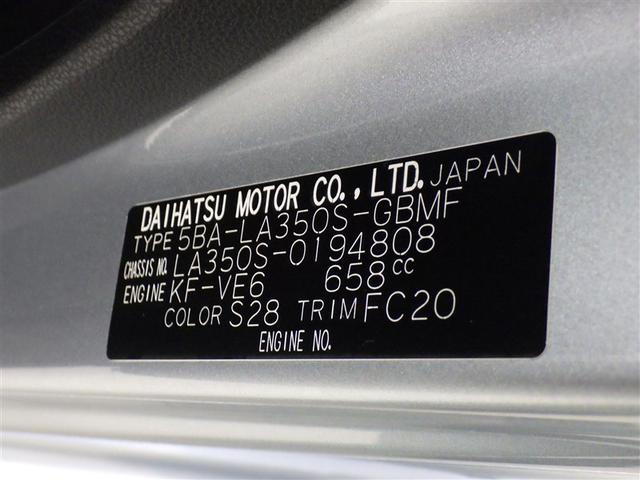 DAIHATSU MOTOR CO., LTD. JAPAN
TYPE 5BA-LA350S-GBMF
CHASSIS NO. LA350S-0194808
ENGINE KF-VE6 658cc
COLOR S28 TRIM FC20
ENGINE NO.